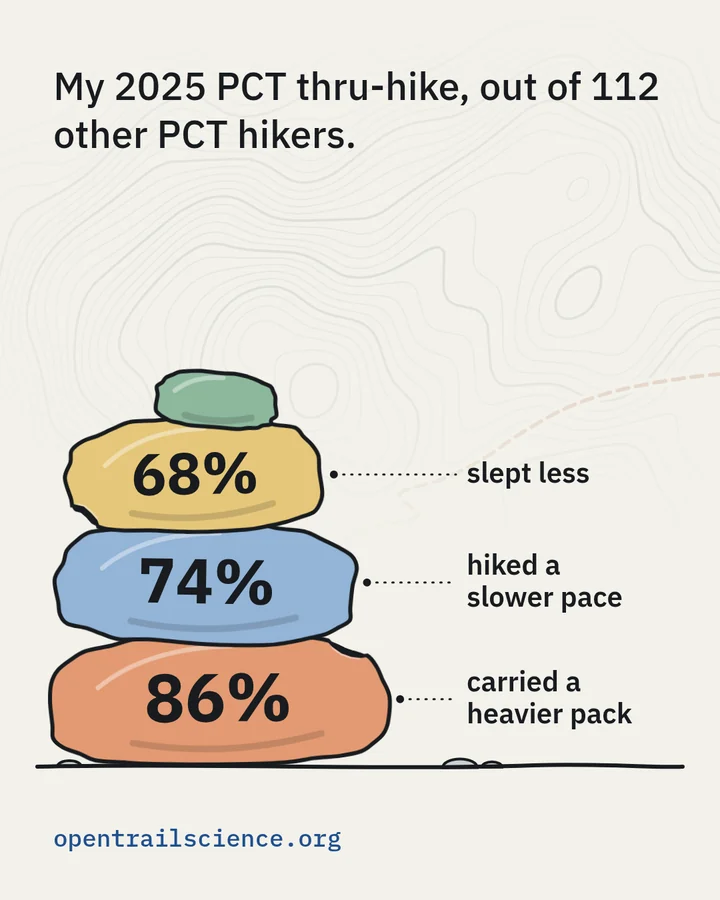 My 2025 PCT thru-hike, out of 112
other PCT hikers.
68%
slept less
74%
hiked a
slower pace
86%
carried a
heavier pack
opentrailscience.org